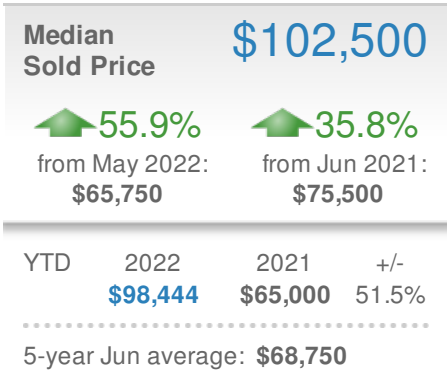 Median $102,500
Sold Price
55.9% 35.8%
from May 2022: from Jun 2021:
$65,750 $75,500
YTD 2022 2021 +/-
$98,444 $65,000 51.5%
5-year Jun average: $68,750